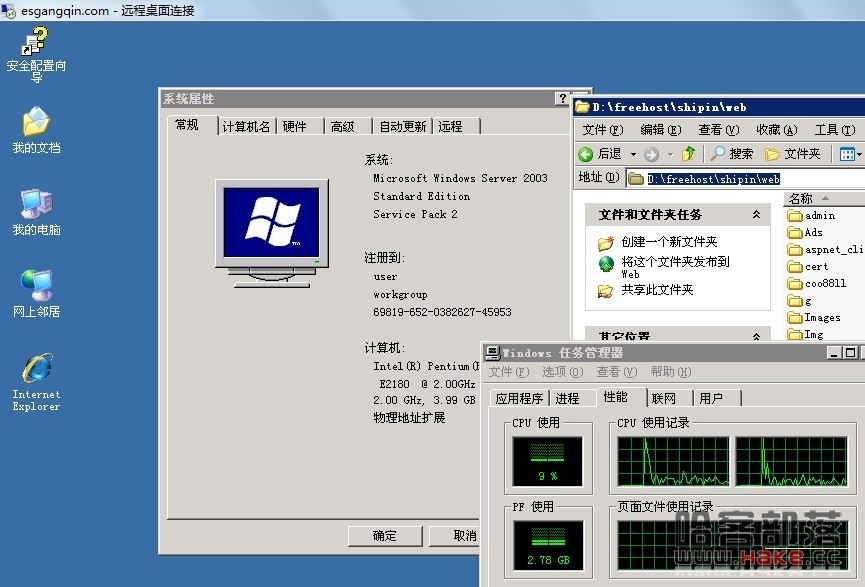 esgangqin.com - 远程桌面连接
安全配置向
导
我的文档
我的电脑
网上邻居
Internet
Explorer
系统属性
常规 计算机名 硬件 高级 自动更新 远程
系统:
Microsoft Windows Server 2003
Standard Edition
Service Pack 2
注册到:
user
workgroup
69819-652-0382627-45953
计算机:
Intel(R) Pentium(R
E2180 @ 2.00GHz
2.00 GHz, 3.99 GB
物理地址扩展
确定 取消
D:\freehost\shipin\web
文件(F) 编辑(E) 查看(V) 收藏(A) 工具(T)
后退 搜索 文件夹
地址(D) D:\freehost\shipin\web
文件和文件夹任务
创建一个新文件夹
将这个文件夹发布到
Web
共享此文件夹
其它位置
名称
admin
Ads
aspnet_cli
cert
coo8811
g
Images
Img
Windows 任务管理器
文件(F) 选项(O) 查看(V) 帮助(H)
应用程序 进程 性能 联网 用户
CPU 使用 CPU 使用记录
9 %
PF 使用 页面文件使用记录
2.78 GB
哈客部落
www.Hake.cc